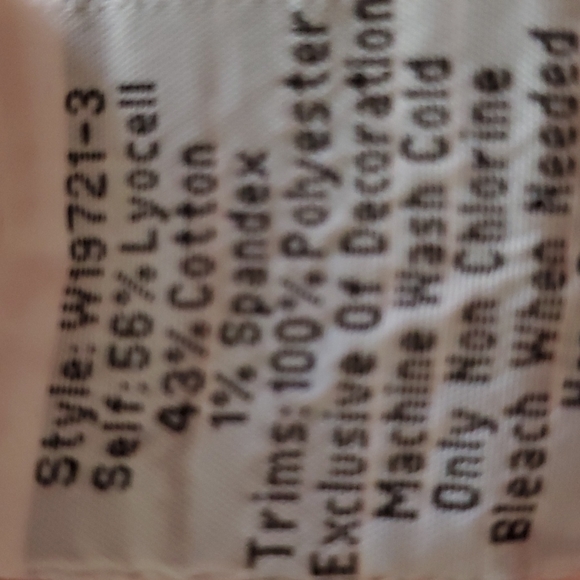 Style: W19721-3
Self: 56% Lyocell
43% Cotton
1% Spandex
Trims: 100% Polyester
Exclusive Of Decoration
Machine Wash Cold
Only Non Chlorine
Bleach When Needed